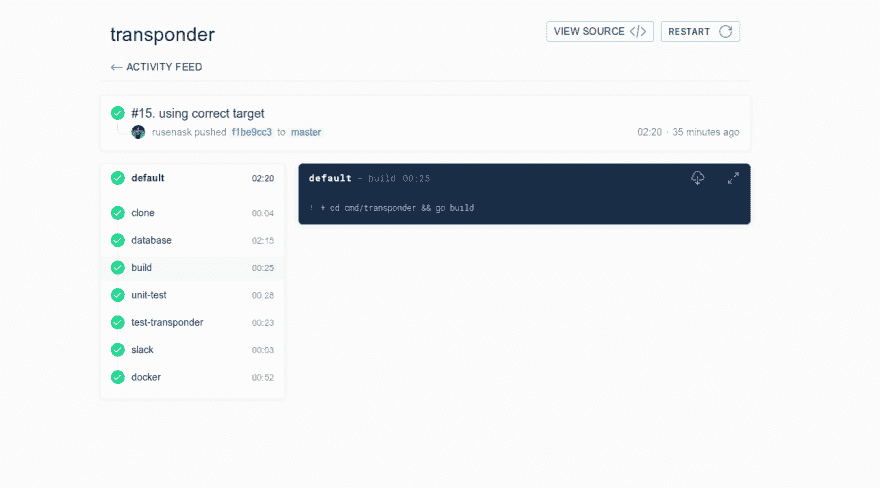 transponder
VIEW SOURCE </>
RESTART
← ACTIVITY FEED
#15. using correct target
rusenask pushed f1be9cc3 to master
02:20 · 35 minutes ago
default 02:20
clone 00:04
database 02:15
build 00:25
unit-test 00:28
test-transponder 00:23
slack 00:03
docker 00:52
default – build 00:25
! + cd cmd/transponder && go build